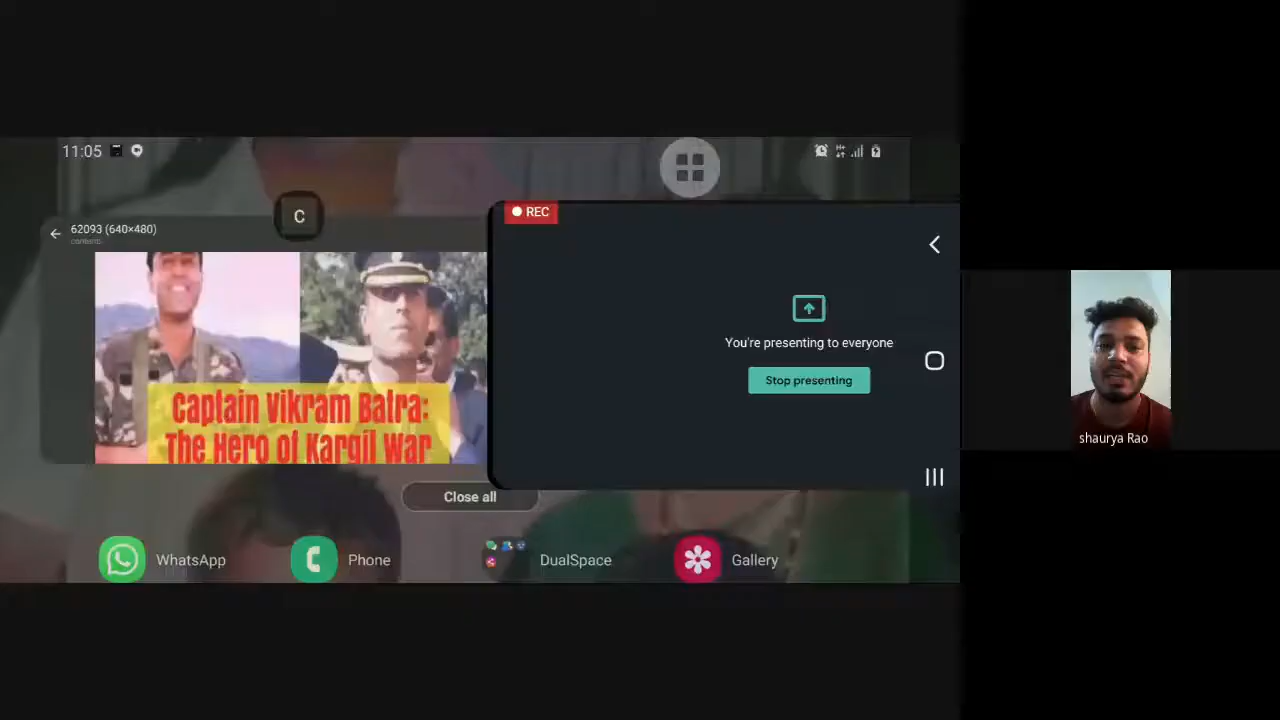 11:05
C
62093 (640×480)
REC
Captain Vikram Batra:
The Hero of Kargil War
You're presenting to everyone
Stop presenting
shaurya Rao
Close all
WhatsApp
Phone
DualSpace
Gallery